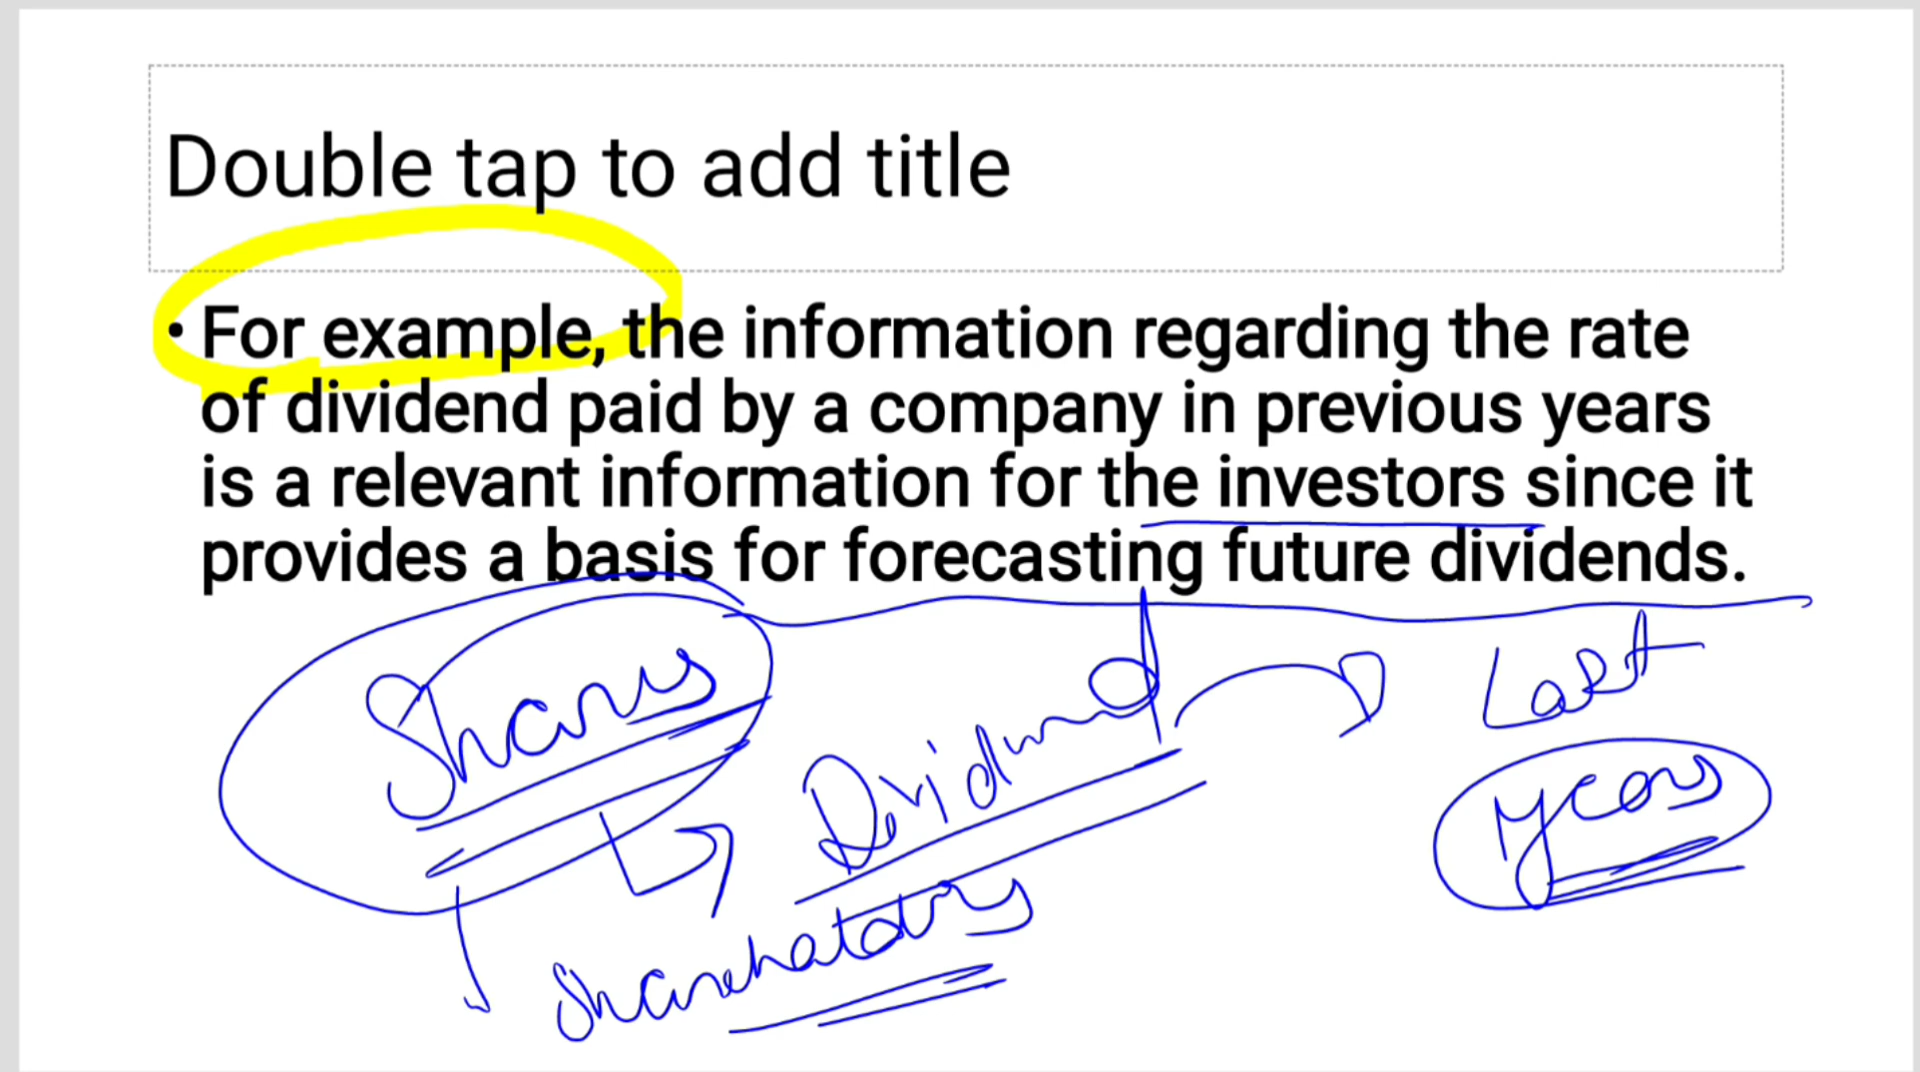 Double tap to add title
• For example, the information regarding the rate
of dividend paid by a company in previous years
is a relevant information for the investors since it
provides a basis for forecasting future dividends.
Shares
Dividend
Last
years